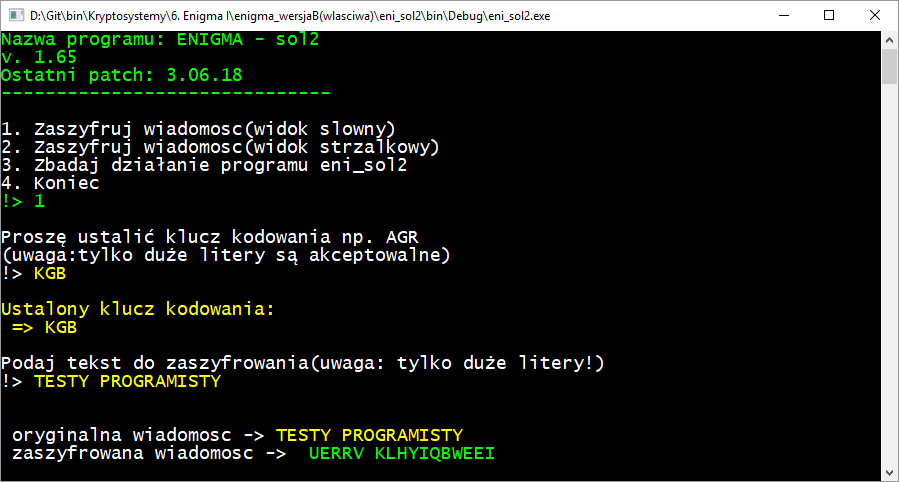 D:\Git\bin\Kryptosystemy\6. Enigma I\enigma_wersjaB(wlasciwa)\eni_sol2\bin\Debug\eni_sol2.exe
Nazwa programu: ENIGMA - sol2
v. 1.65
Ostatni patch: 3.06.18
------------------------------
1. Zaszyfruj wiadomosc(widok slowny)
2. Zaszyfruj wiadomosc(widok strzalkowy)
3. Zbadaj działanie programu eni_sol2
4. Koniec
!> 1
Proszę ustalić klucz kodowania np. AGR
(uwaga:tylko duże litery są akceptowalne)
!> KGB
Ustalony klucz kodowania:
=> KGB
Podaj tekst do zaszyfrowania(uwaga: tylko duże litery!)
!> TESTY PROGRAMISTY
oryginalna wiadomosc -> TESTY PROGRAMISTY
zaszyfrowana wiadomosc ->  UERRV KLHYIQBWEEI